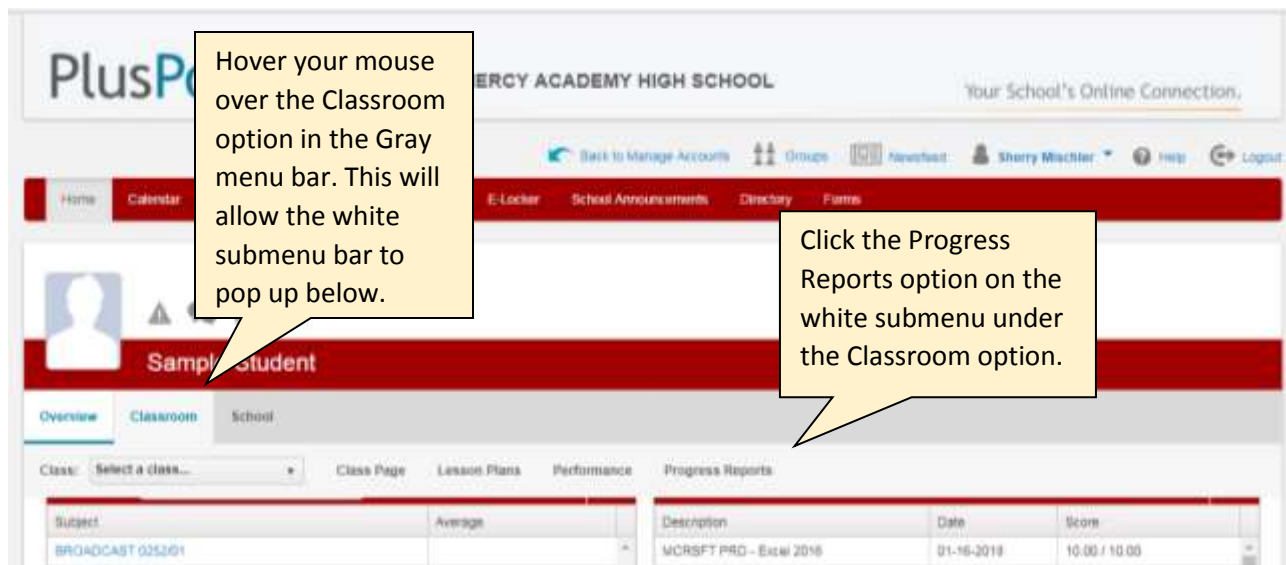 PlusPo
ERCY ACADEMY HIGH SCHOOL
Your School's Online Connection.
Hover your mouse
over the Classroom
option in the Gray
menu bar. This will
allow the white
submenu bar to
pop up below.
Back to Manage Accounts Groups Newsfeed Sherry Mischler Help Logout
Home Calendar E-Locker School Announcements Directory Forms
Click the Progress
Reports option on the
white submenu under
the Classroom option.
Sample Student
Overview Classroom School
Class: Select a class... Class Page Lesson Plans Performance Progress Reports
Subject Average Description Date Score
BROADCAST 0252/01 MCRSFT PRD - Excel 2016 01-16-2018 10.00 / 10.00